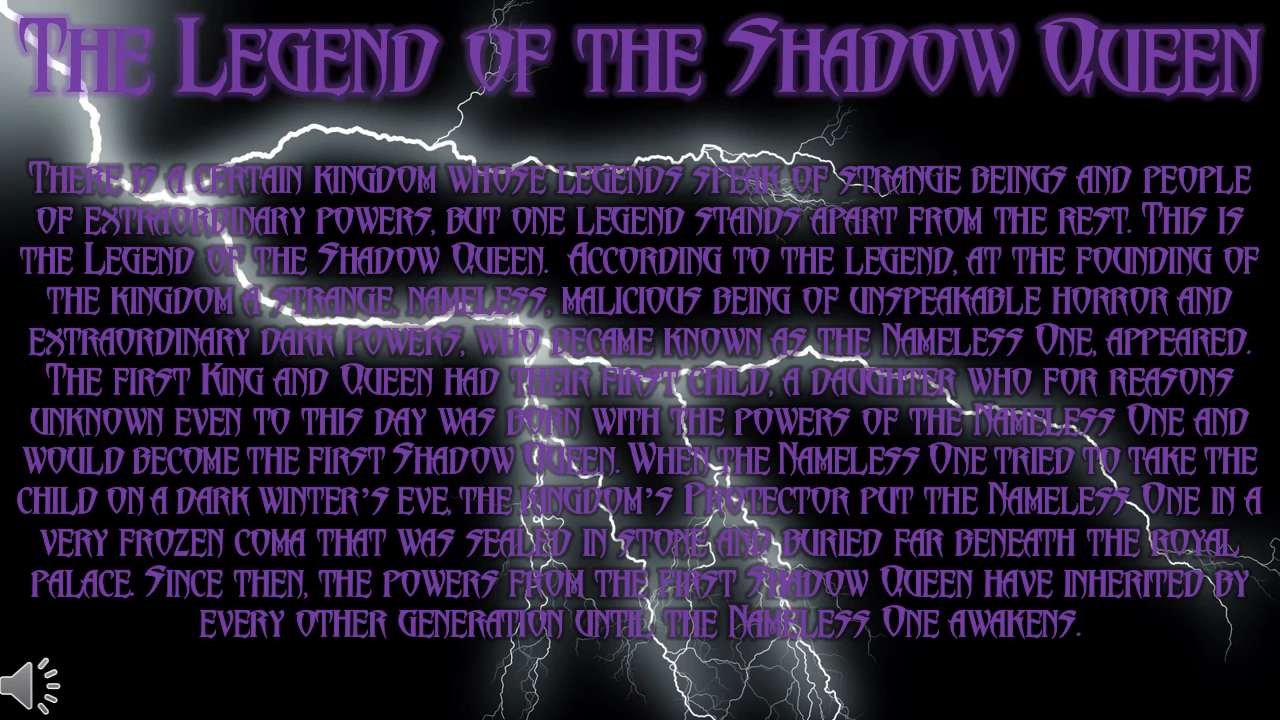 The Legend of the Shadow Queen
There is a certain kingdom whose legends speak of strange beings and people
of extraordinary powers, but one legend stands apart from the rest. This is
the Legend of the Shadow Queen.  According to the legend, at the founding of
the kingdom a strange, nameless, malicious being of unspeakable horror and
extraordinary dark powers, who became known as the Nameless One, appeared.
The first King and Queen had their first child, a daughter who for reasons
unknown even to this day was born with the powers of the Nameless One and
would become the first Shadow Queen. When the Nameless One tried to take the
child on a dark winter's eve, the kingdom's Protector put the Nameless One in a
very frozen coma that was sealed in stone and buried far beneath the royal
palace. Since then, the powers from the first Shadow Queen have inherited by
every other generation until the Nameless One awakens.